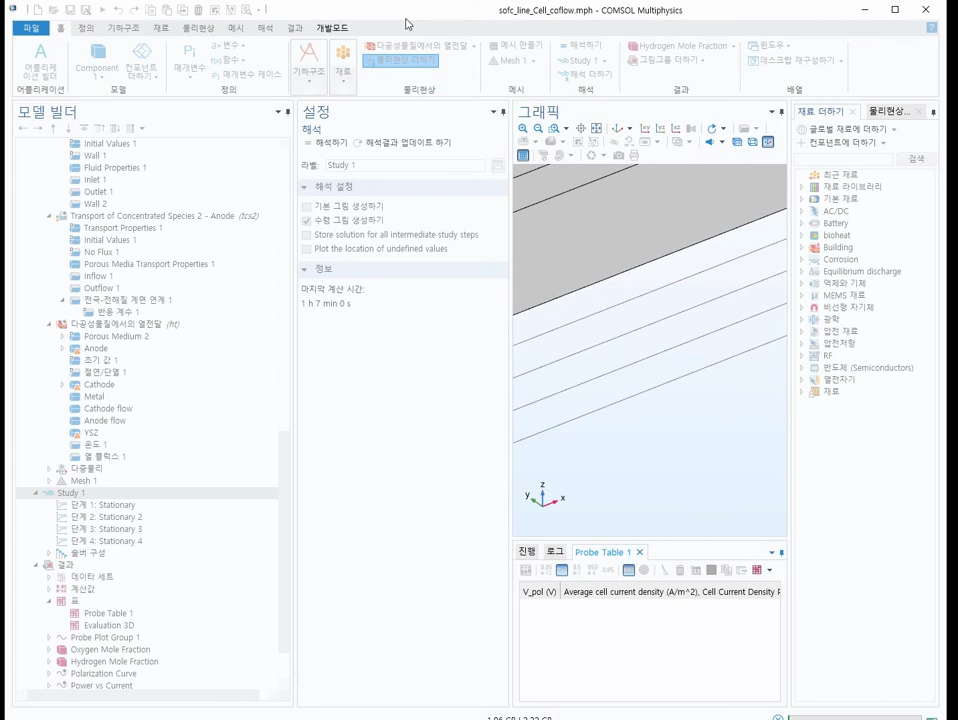 sofc_line_Cell_coflow.mph - COMSOL Multiphysics
파일 홈 정의 기하구조 재료 물리현상 메시 해석 결과 개발모드
어플리케이션 빌더
어플리케이션
Component 1
컴포넌트 더하기
모델
매개변수
변수
함수
매개변수 케이스
정의
기하구조
재료
다공성물질에서의 열전달
물리현상 더하기
물리현상
메시 만들기
Mesh 1
메시
해석하기
Study 1
해석 더하기
해석
Hydrogen Mole Fraction
그림그룹 더하기
결과
윈도우
데스크탑 재구성하기
배열
모델 빌더
Initial Values 1
Wall 1
Fluid Properties 1
Inlet 1
Outlet 1
Wall 2
Transport of Concentrated Species 2 - Anode (tcs2)
Transport Properties 1
Initial Values 1
No Flux 1
Porous Media Transport Properties 1
Inflow 1
Outflow 1
전극-전해질 계면 연계 1
반응 계수 1
다공성물질에서의 열전달 (ht)
Porous Medium 2
Anode
초기 값 1
절연/단열 1
Cathode
Metal
Cathode flow
Anode flow
YSZ
온도 1
열 플럭스 1
다중물리
Mesh 1
Study 1
단계 1: Stationary
단계 2: Stationary 2
단계 3: Stationary 3
단계 4: Stationary 4
솔버 구성
결과
데이타 세트
계산값
표
Probe Table 1
Evaluation 3D
Probe Plot Group 1
Oxygen Mole Fraction
Hydrogen Mole Fraction
Polarization Curve
Power vs Current
설정
해석
해석하기 해석결과 업데이트 하기
라벨: Study 1
해석 설정
기본 그림 생성하기
수렴 그림 생성하기
Store solution for all intermediate study steps
Plot the location of undefined values
정보
마지막 계산 시간:
1 h 7 min 0 s
그래픽
z
y
x
진행 로그 Probe Table 1
V_pol (V) Average cell current density (A/m^2), Cell Current Density P
재료 더하기 물리현상...
글로벌 재료에 더하기
컴포넌트에 더하기
검색
최근 재료
재료 라이브러리
기본 재료
AC/DC
Battery
bioheat
Building
Corrosion
Equilibrium discharge
액체와 기체
MEMS 재료
비선형 자기체
광학
압전 재료
압전저항
RF
반도체 (Semiconductors)
열전자기
재료